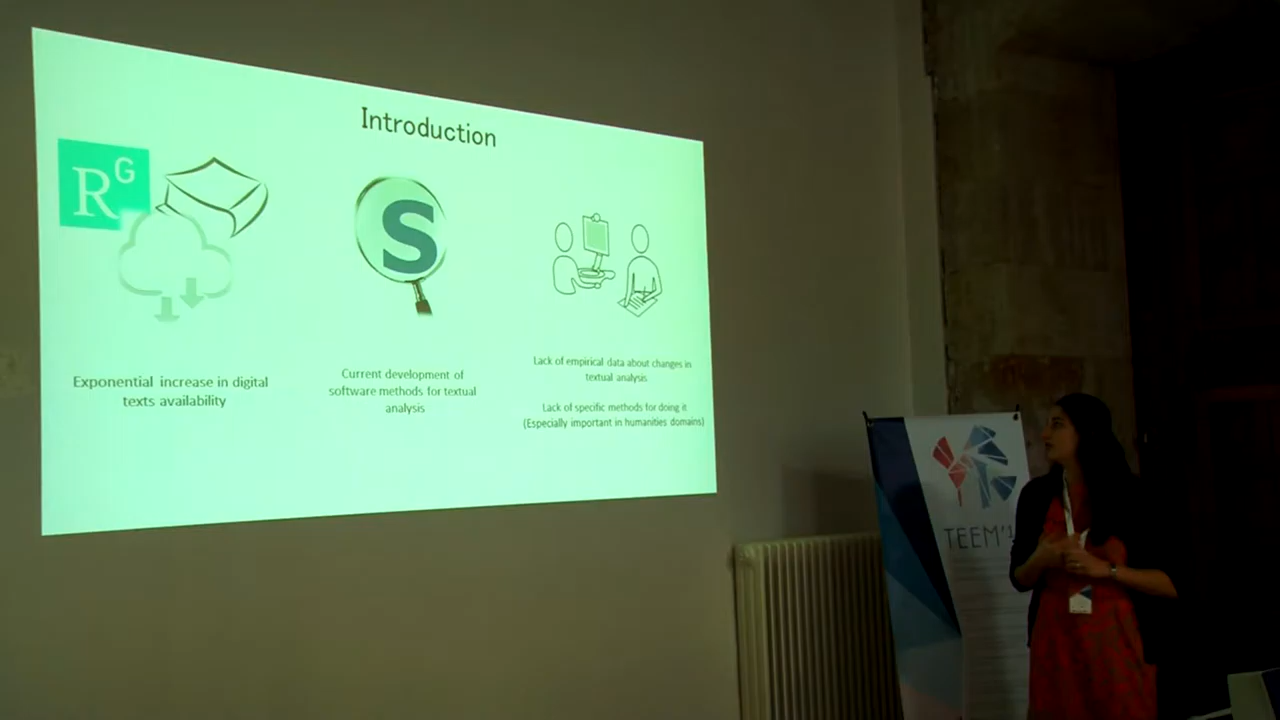 Introduction
RG
S
Exponential increase in digital
texts availability
Current development of
software methods for textual
analysis
Lack of empirical data about changes in
textual analysis
Lack of specific methods for doing it
(Especially important in humanities domains)
TEEM'1